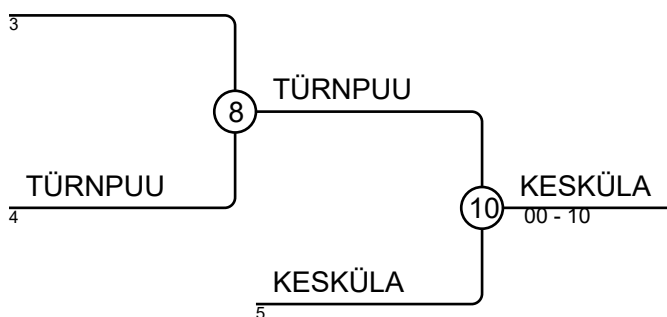 3
TÜRNPUU
8
TÜRNPUU
4
KESKÜLA
10
00 - 10
KESKÜLA
5